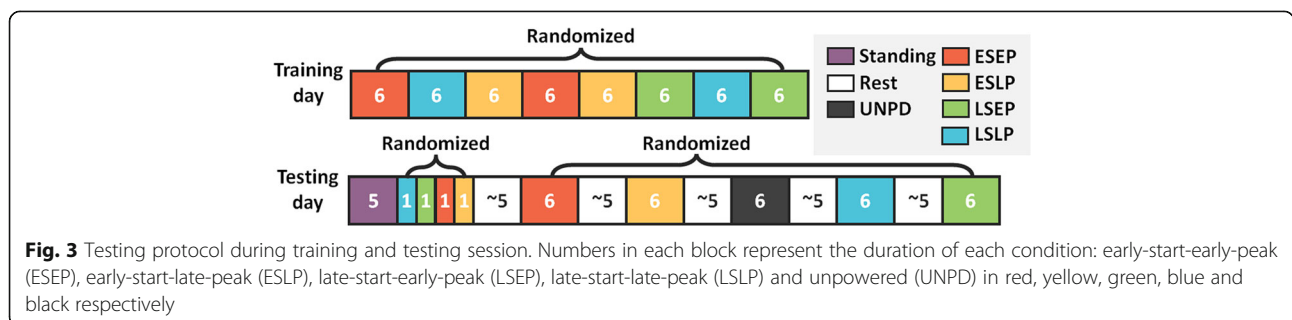 Randomized
Training day
6 6 6 6 6 6 6 6
Standing
Rest
UNPD
ESEP
ESLP
LSEP
LSLP
Randomized
Randomized
Testing day
5 1 1 1 1 ~5 6 ~5 6 ~5 6 ~5 6 ~5 6
Fig. 3 Testing protocol during training and testing session. Numbers in each block represent the duration of each condition: early-start-early-peak
(ESEP), early-start-late-peak (ESLP), late-start-early-peak (LSEP), late-start-late-peak (LSLP) and unpowered (UNPD) in red, yellow, green, blue and
black respectively